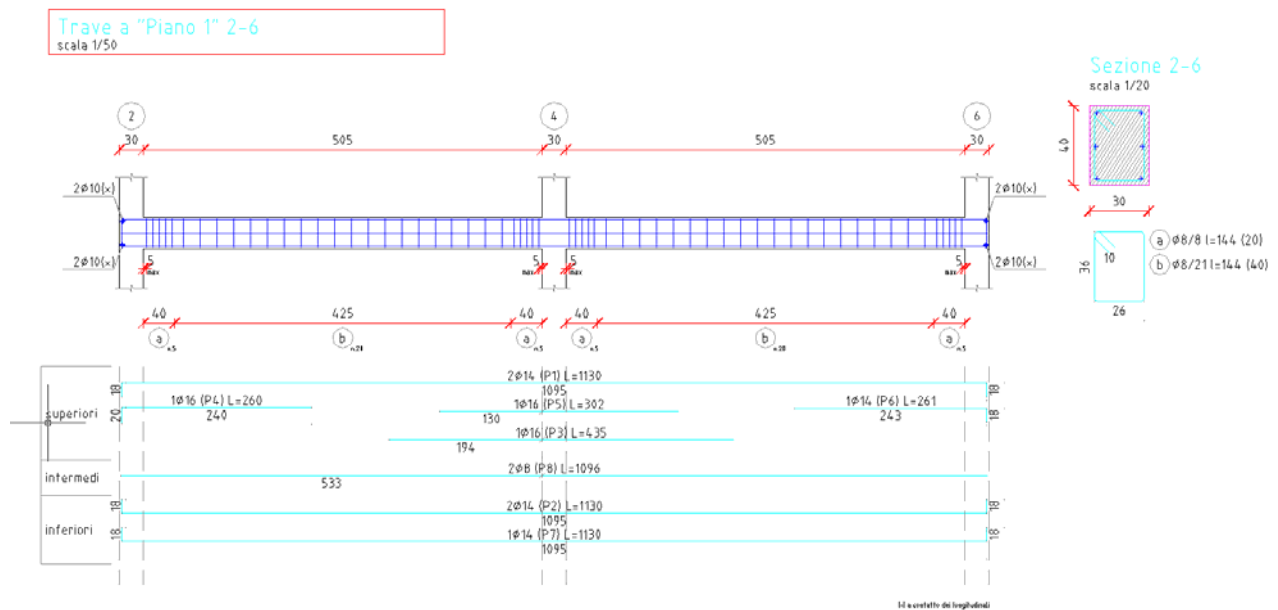 Trave a "Piano 1" 2-6
scala 1/50
Sezione 2-6
scala 1/20
2 4 6
30 505 30 505 30
40
30
2Ø10(x) 2Ø10(x)
2Ø10(x) 2Ø10(x)
5 5 5 5
max max max
a Ø8/8 l=144 (20)
b Ø8/21 l=144 (40)
36 10
26
40 425 40 40 425 40
a b a a b a
superiori
18 2Ø14 (P1) L=1130 18
1095
20 1Ø16 (P4) L=260 1Ø16 (P5) L=302 1Ø14 (P6) L=261 18
240 130 243
1Ø16 (P3) L=435
194
intermedi
2Ø8 (P8) L=1096
533
inferiori
18 2Ø14 (P2) L=1130 18
1095
18 1Ø14 (P7) L=1130 18
1095